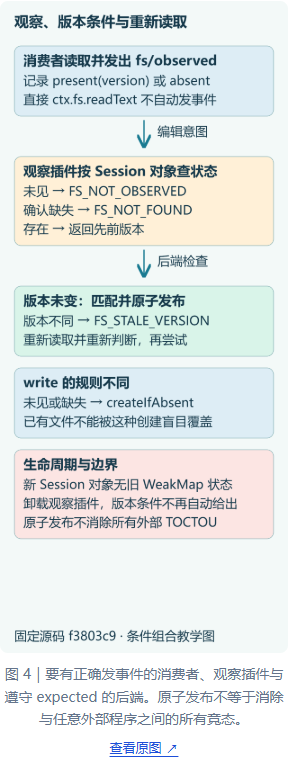 观察、版本条件与重新读取
消费者读取并发出 fs/observed
记录 present(version) 或 absent
直接 ctx.fs.readText 不自动发事件
编辑意图
观察插件按 Session 对象查状态
未见 → FS_NOT_OBSERVED
确认缺失 → FS_NOT_FOUND
存在 → 返回先前版本
后端检查
版本未变：匹配并原子发布
版本不同 → FS_STALE_VERSION
重新读取并重新判断，再尝试
write 的规则不同
未见或缺失 → createIfAbsent
已有文件不能被这种创建盲目覆盖
生命周期与边界
新 Session 对象无旧 WeakMap 状态
卸载观察插件，版本条件不再自动给出
原子发布不消除所有外部 TOCTOU
固定源码 f3803c9 · 条件组合教学图
图 4｜要有正确发事件的消费者、观察插件与
遵守 expected 的后端。原子发布不等于消除
与任意外部程序之间的所有竞态。
查看原图 ↗